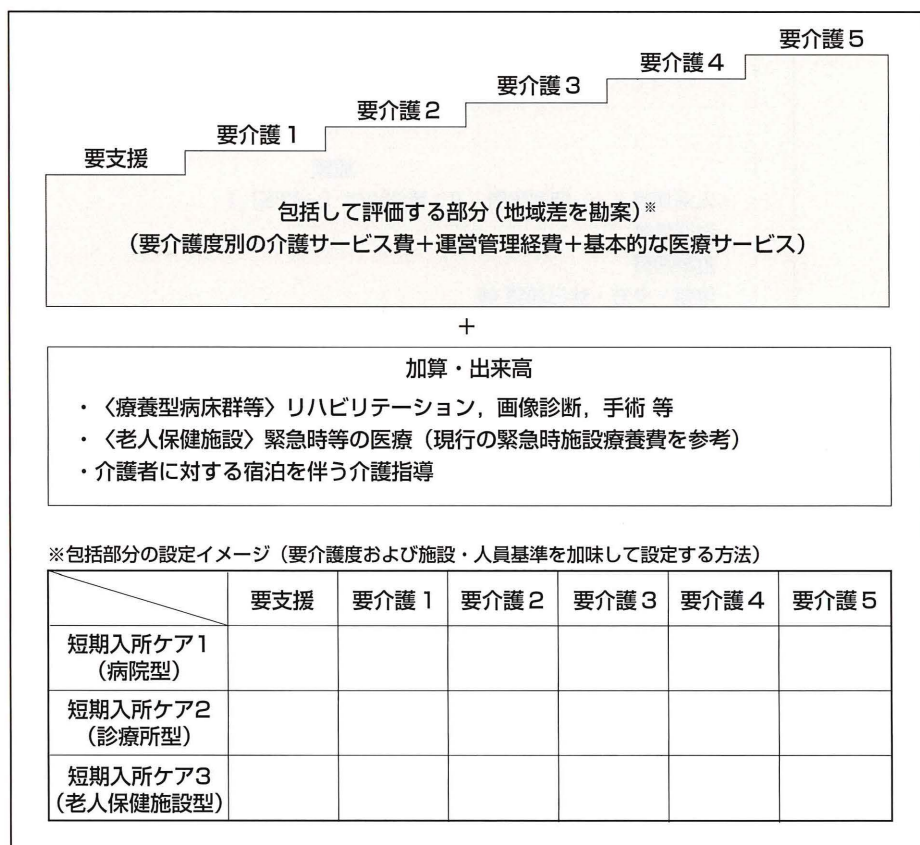 要支援
要介護1
要介護2
要介護3
要介護4
要介護5
包括して評価する部分(地域差を勘案)※
(要介護度別の介護サービス費+運営管理経費+基本的な医療サービス)
+
加算・出来高
・〈療養型病床群等〉リハビリテーション,画像診断,手術 等
・〈老人保健施設〉緊急時等の医療(現行の緊急時施設療養費を参考)
・介護者に対する宿泊を伴う介護指導
※包括部分の設定イメージ(要介護度および施設・人員基準を加味して設定する方法)
要支援 要介護1 要介護2 要介護3 要介護4 要介護5
短期入所ケア1
(病院型)
短期入所ケア2
(診療所型)
短期入所ケア3
(老人保健施設型)